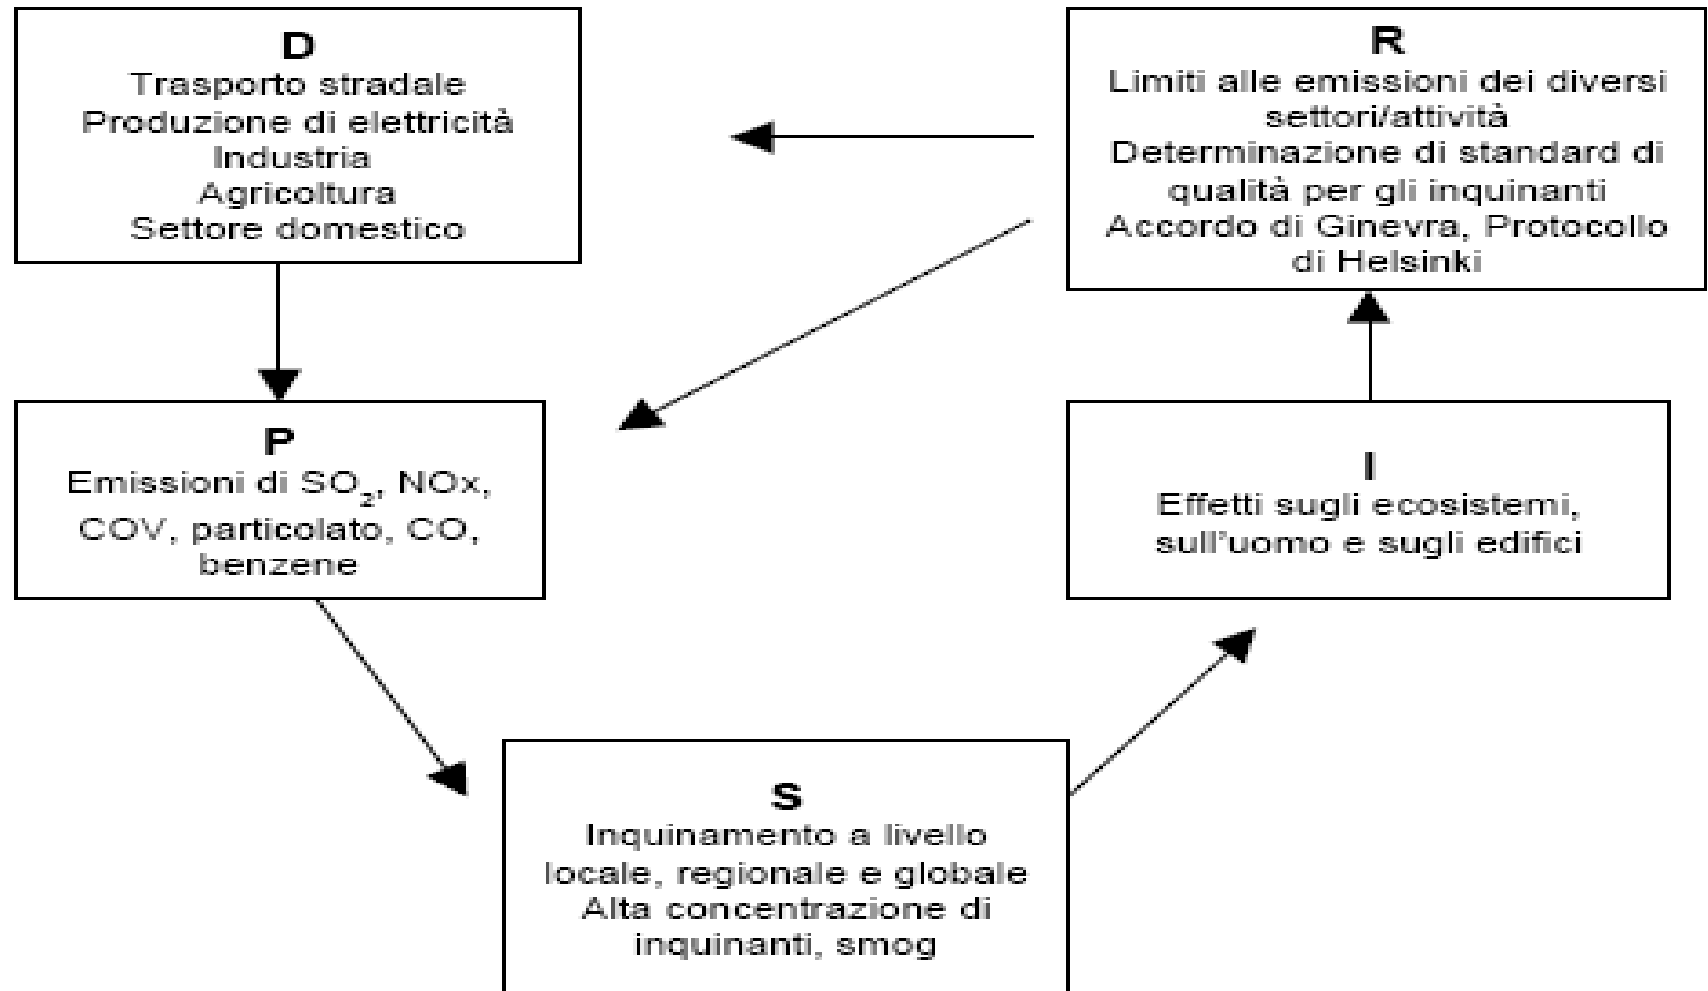 D
Trasporto stradale
Produzione di elettricità
Industria
Agricoltura
Settore domestico
R
Limiti alle emissioni dei diversi
settori/attività
Determinazione di standard di
qualità per gli inquinanti
Accordo di Ginevra, Protocollo
di Helsinki
P
Emissioni di SO₂, NOx,
COV, particolato, CO,
benzene
I
Effetti sugli ecosistemi,
sull'uomo e sugli edifici
S
Inquinamento a livello
locale, regionale e globale
Alta concentrazione di
inquinanti, smog